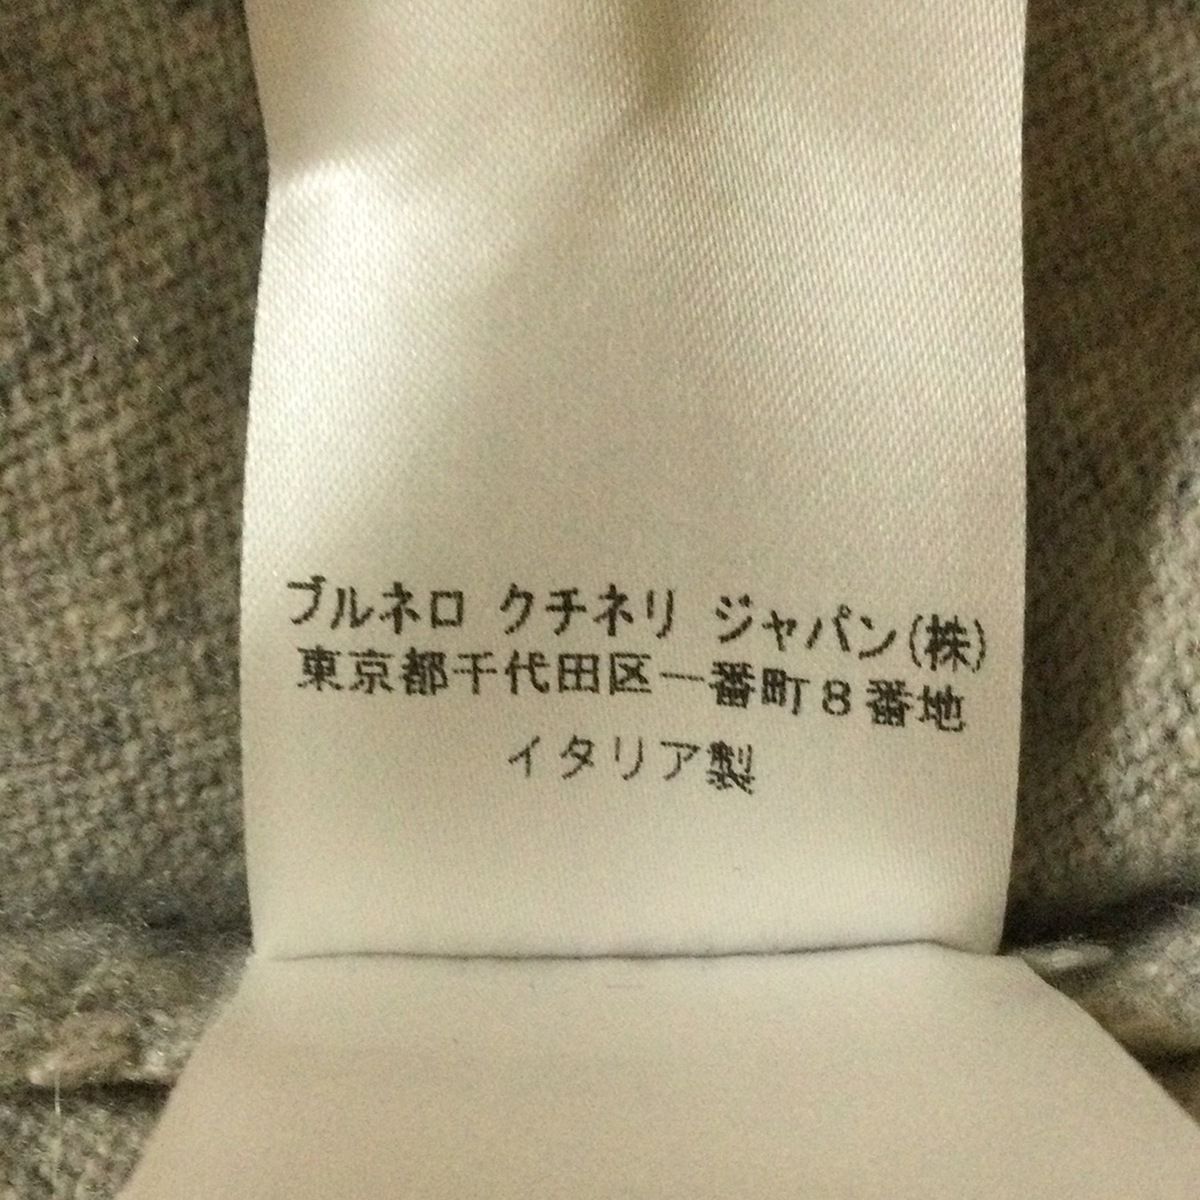 ブルネロ クチネリ ジャパン(株)
東京都千代田区一番町8番地
イタリア製